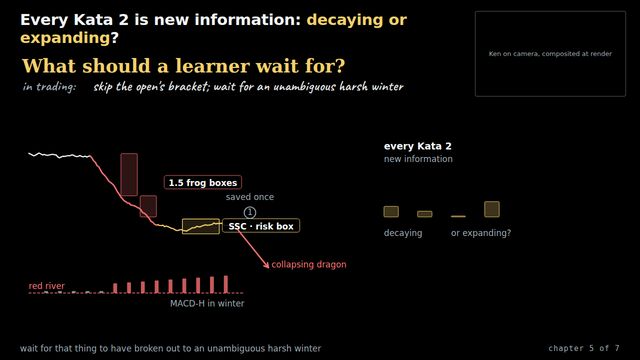 Every Kata 2 is new information: decaying or
expanding?
What should a learner wait for?
in trading: skip the open's bracket; wait for an unambiguous harsh winter
Ken on camera, composited at render
every Kata 2
new information
1.5 frog boxes
saved once
1
SSC · risk box
decaying or expanding?
collapsing dragon
red river
MACD-H in winter
wait for that thing to have broken out to an unambiguous harsh winter
chapter 5 of 7